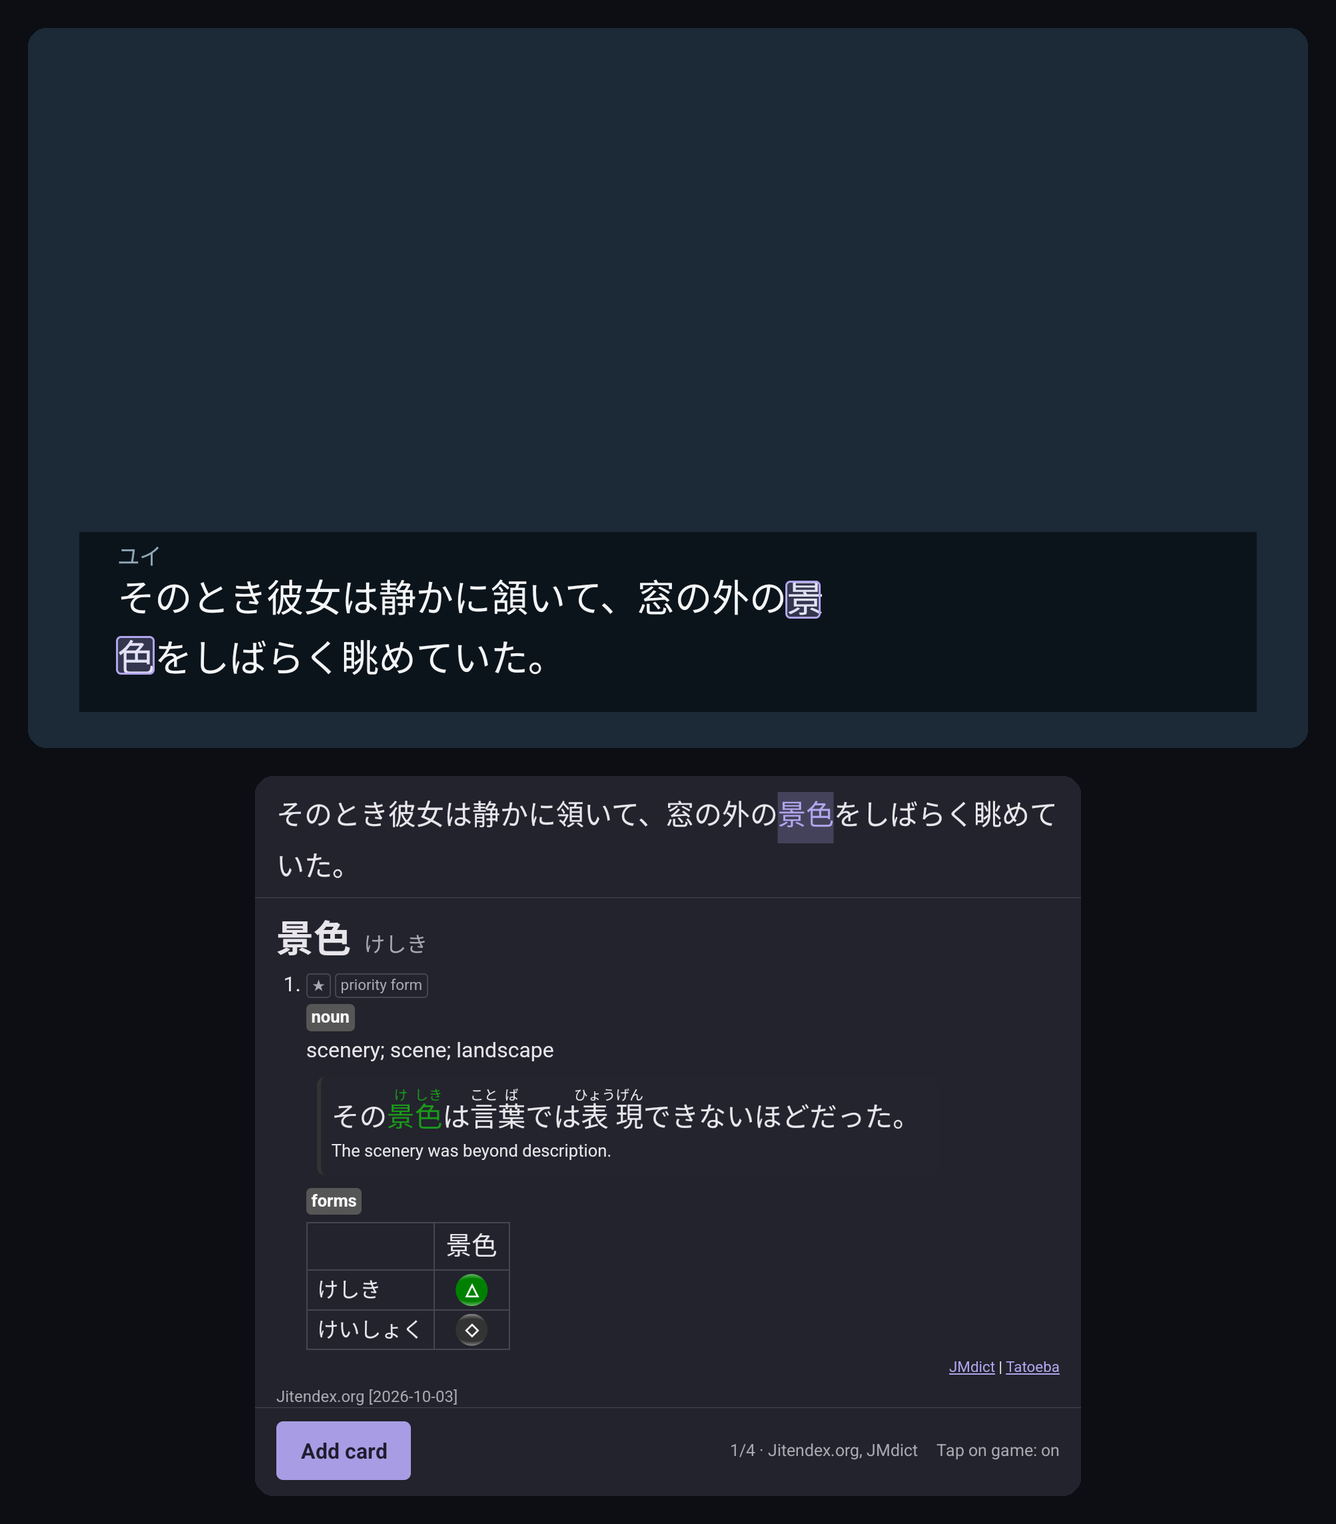 ユイ
そのとき彼女は静かに頷いて、窓の外の景
色をしばらく眺めていた。
そのとき彼女は静かに領いて、窓の外の景色をしばらく眺めて
いた。
景色 けしき
1. ★ priority form
noun
scenery; scene; landscape
け しき こと ば ひょうげん
その景色は言葉では表現できないほどだった。
The scenery was beyond description.
forms
景色
けしき △
けいしょく ◇
JMdict | Tatoeba
Jitendex.org [2026-10-03]
Add card 1/4 · Jitendex.org, JMdict Tap on game: on